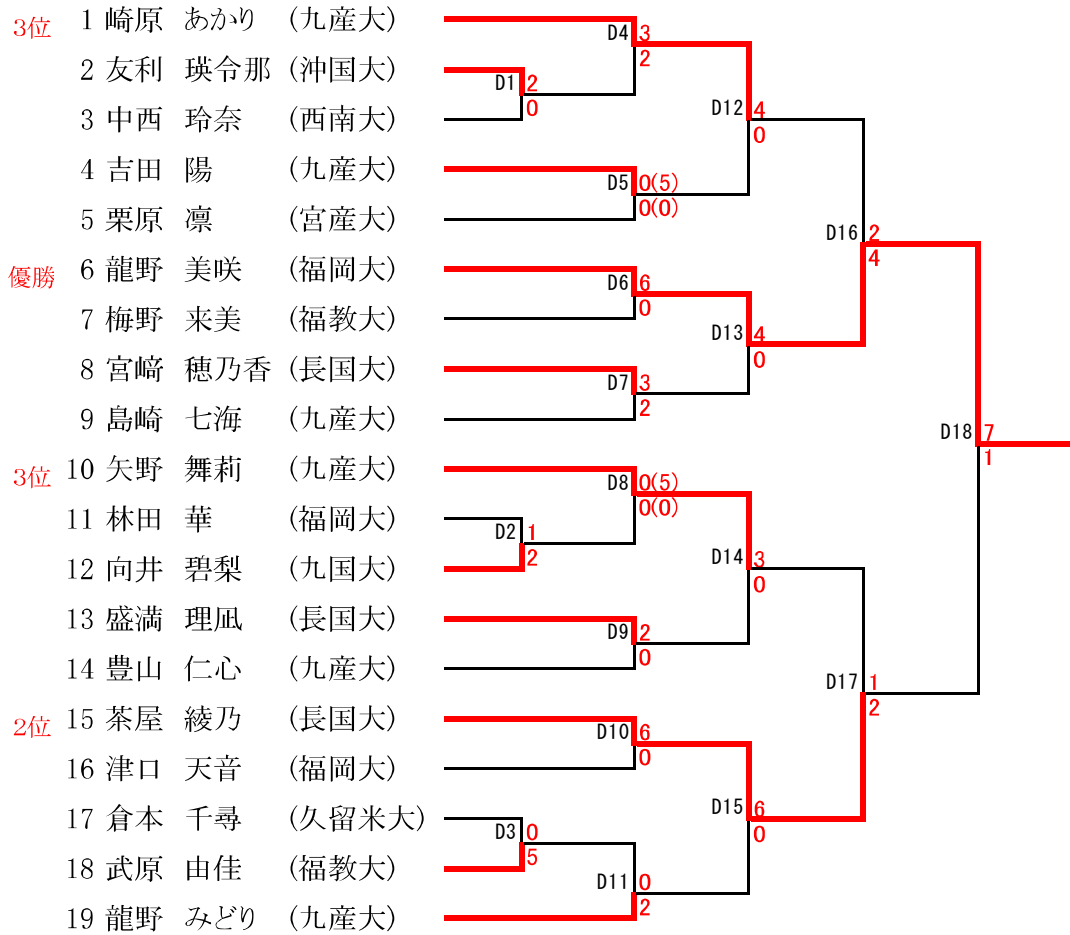 3位 1 崎原 あかり (九産大)
2 友利 瑛令那 (沖国大)
3 中西 玲奈 (西南大)
4 吉田 陽 (九産大)
5 栗原 凛 (宮産大)
優勝 6 龍野 美咲 (福岡大)
7 梅野 来美 (福教大)
8 宮﨑 穂乃香 (長国大)
9 島崎 七海 (九産大)
3位 10 矢野 舞莉 (九産大)
11 林田 華 (福岡大)
12 向井 碧梨 (九国大)
13 盛満 理凪 (長国大)
14 豊山 仁心 (九産大)
2位 15 茶屋 綾乃 (長国大)
16 津口 天音 (福岡大)
17 倉本 千尋 (久留米大)
18 武原 由佳 (福教大)
19 龍野 みどり (九産大)
D1 2
0
D2 1
2
D3 0
5
D4 3
2
D5 0(5)
0(0)
D6 6
0
D7 3
2
D8 0(5)
0(0)
D9 2
0
D10 6
0
D11 0
2
D12 4
0
D13 4
0
D14 3
0
D15 6
0
D16 2
4
D17 1
2
D18 7
1